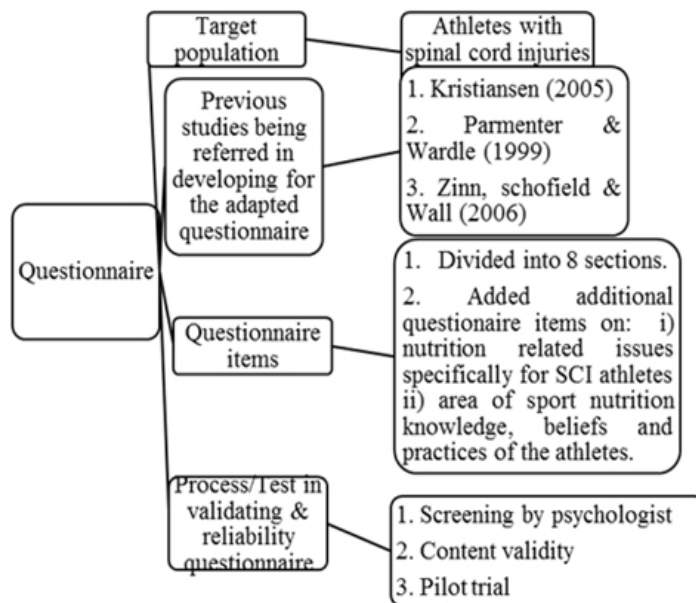 Target
population
Athletes with
spinal cord injuries
Previous
studies being
referred in
developing for
the adapted
questionnaire
1. Kristiansen (2005)
2. Parmenter &
Wardle (1999)
3. Zinn, schofield &
Wall (2006)
Questionnaire
Questionnaire
items
1. Divided into 8 sections.
2. Added additional
questionaire items on: i)
nutrition related issues
specifically for SCI athletes
ii) area of sport nutrition
knowledge, beliefs and
practices of the athletes.
Process/Test in
validating &
reliability
questionnaire
1. Screening by psychologist
2. Content validity
3. Pilot trial